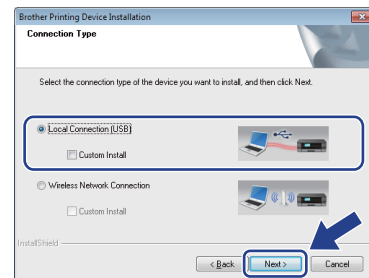 Brother Printing Device Installation
Connection Type
Select the connection type of the device you want to install, and then click Next.
Local Connection (USB)
Custom Install
Wireless Network Connection
Custom Install
InstallShield
< Back
Next >
Cancel